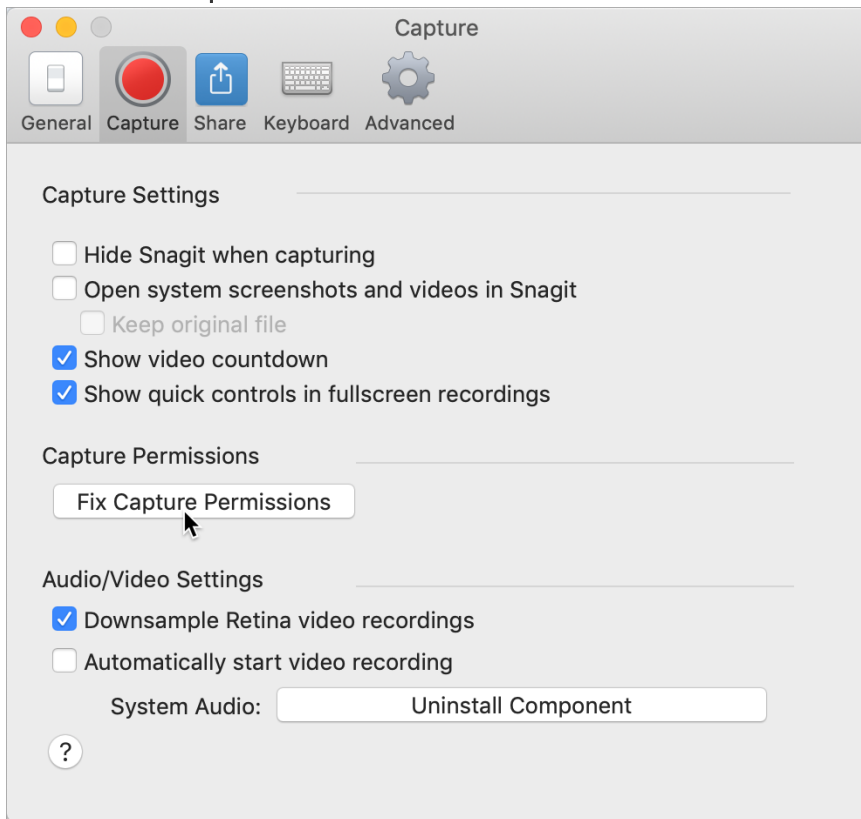 Capture
General Capture Share Keyboard Advanced
Capture Settings
Hide Snagit when capturing
Open system screenshots and videos in Snagit
Keep original file
Show video countdown
Show quick controls in fullscreen recordings
Capture Permissions
Fix Capture Permissions
Audio/Video Settings
Downsample Retina video recordings
Automatically start video recording
System Audio: Uninstall Component
?